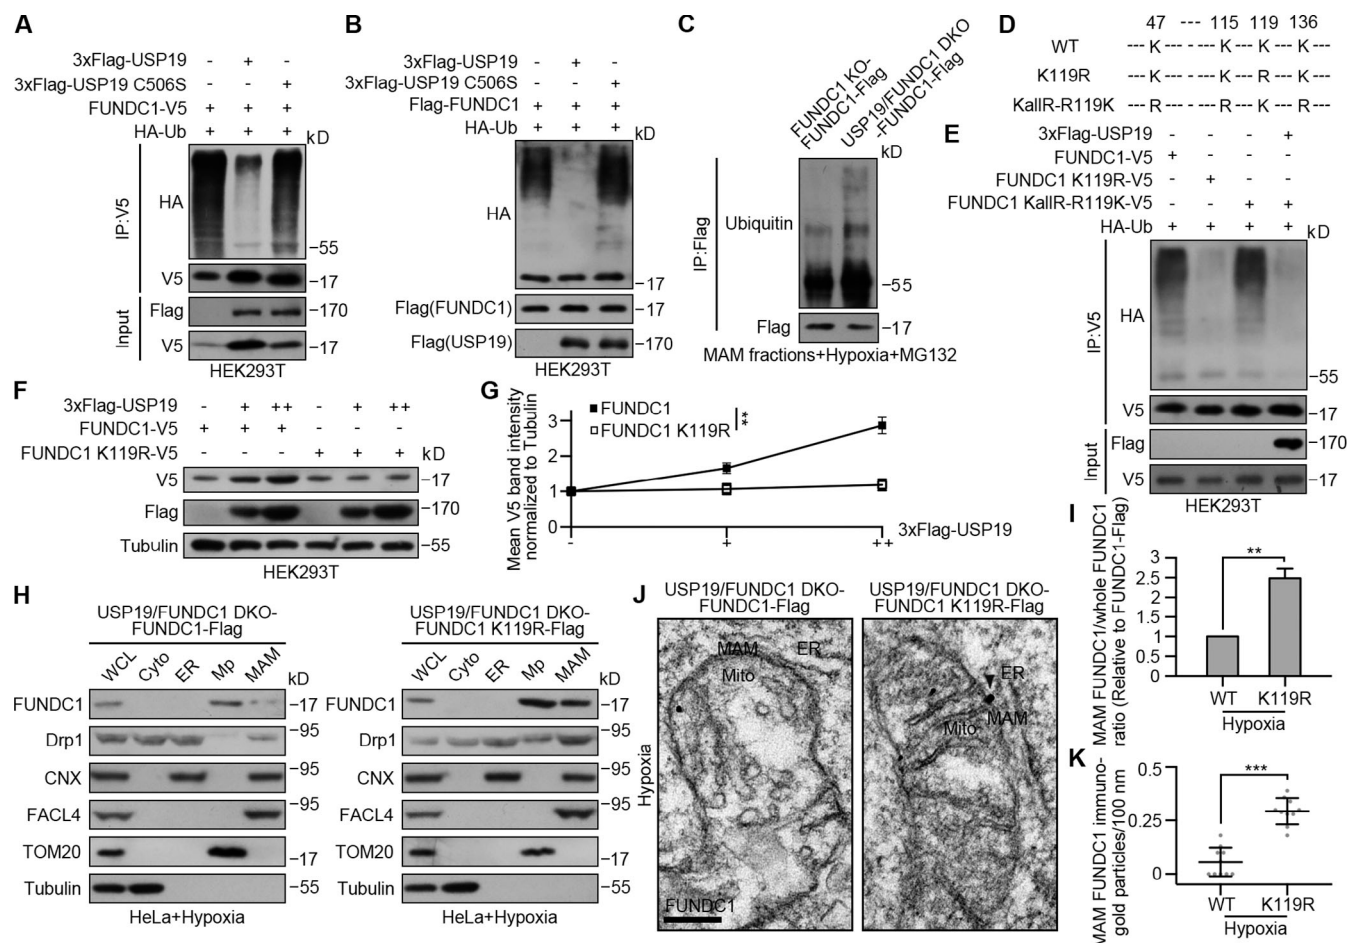 A
3xFlag-USP19 - + -
3xFlag-USP19 C506S - - +
FUNDC1-V5 + + +
HA-Ub + + + kD
IP:V5
HA
–55
V5 –17
Input
Flag –170
V5 –17
HEK293T
B
3xFlag-USP19 - + -
3xFlag-USP19 C506S - - +
Flag-FUNDC1 + + +
HA-Ub + + + kD
HA
–17
Flag(FUNDC1) –17
Flag(USP19) –170
HEK293T
C
FUNDC1 KO-
FUNDC1-Flag
USP19/FUNDC1 DKO
-FUNDC1-Flag
kD
IP:Flag
Ubiquitin
–55
Flag –17
MAM fractions+Hypoxia+MG132
D
47 --- 115 119 136
WT --- K --- --- K --- K --- K ---
K119R --- K --- --- K --- R --- K ---
KallR-R119K --- R --- --- R --- K --- R ---
E
3xFlag-USP19 - - - +
FUNDC1-V5 + - - -
FUNDC1 K119R-V5 - + - -
FUNDC1 KallR-R119K-V5 - - + +
HA-Ub + + + + kD
IP:V5
HA
–55
V5 –17
Input
Flag –170
V5 –17
HEK293T
F
3xFlag-USP19 - + ++ - + ++
FUNDC1-V5 + + + - - -
FUNDC1 K119R-V5 - - - + + + kD
V5 –17
Flag –170
Tubulin –55
HEK293T
G
Mean V5 band intensity
normalized to Tubulin
3
2
1
0
FUNDC1
FUNDC1 K119R
**
- + ++
3xFlag-USP19
H
USP19/FUNDC1 DKO-
FUNDC1-Flag
WCL Cyto ER Mp MAM
kD
FUNDC1 –17
Drp1 –95
CNX –95
FACL4 –95
TOM20 –17
Tubulin –55
HeLa+Hypoxia
USP19/FUNDC1 DKO-
FUNDC1 K119R-Flag
WCL Cyto ER Mp MAM
kD
FUNDC1 –17
Drp1 –95
CNX –95
FACL4 –95
TOM20 –17
Tubulin –55
HeLa+Hypoxia
I
MAM FUNDC1/whole FUNDC1
ratio (Relative to FUNDC1-Flag)
3
2.5
2
1.5
1
0.5
0
**
WT K119R
Hypoxia
J
USP19/FUNDC1 DKO-
FUNDC1-Flag
USP19/FUNDC1 DKO-
FUNDC1 K119R-Flag
Hypoxia
MAM ER
Mito
FUNDC1
ER
MAM
Mito
K
MAM FUNDC1 immuno-
gold particles/100 nm
0.5
0.25
0
***
WT K119R
Hypoxia